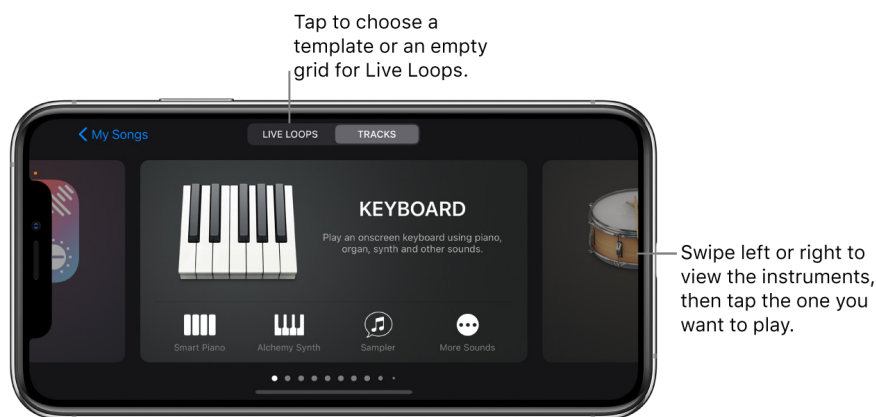 Tap to choose a
template or an empty
grid for Live Loops.
My Songs
LIVE LOOPS
TRACKS
KEYBOARD
Play an onscreen keyboard using piano,
organ, synth and other sounds.
Smart Piano
Alchemy Synth
Sampler
More Sounds
Swipe left or right to
view the instruments,
then tap the one you
want to play.